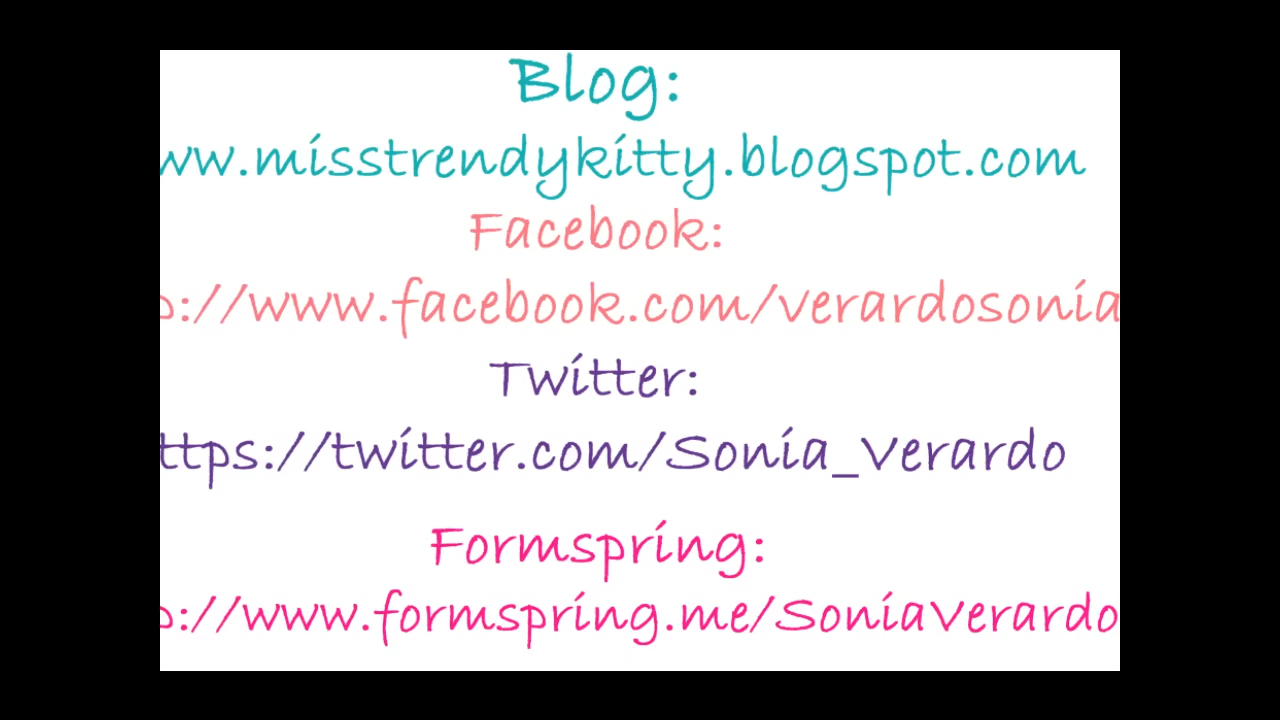 Blog:
ww.misstrendykitty.blogspot.com
Facebook:
p://www.facebook.com/verardosonia
Twitter:
ttps://twitter.com/Sonia_Verardo
Formspring:
p://www.formspring.me/SoniaVerardo